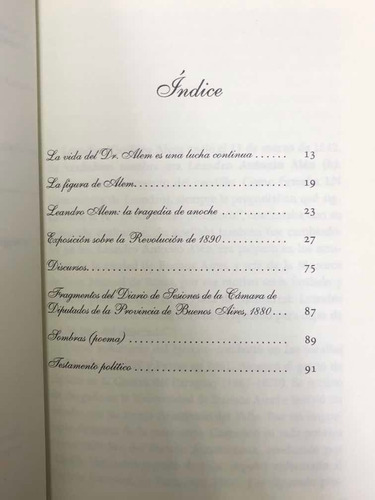 Índice
La vida del Dr. Alem es una lucha continua . . . . . . 13
La figura de Alem. . . . . . . . . . . . . . . . . . . . . . . . . . 19
Leandro Alem: la tragedia de anoche . . . . . . . . . . . 23
Exposición sobre la Revolución de 1890 . . . . . . . . . . 27
Discursos. . . . . . . . . . . . . . . . . . . . . . . . . . . . . . . . . 75
Fragmentos del Diario de Sesiones de la Cámara de
Diputados de la Provincia de Buenos Aires, 1880 . . . 87
Sombras (poema) . . . . . . . . . . . . . . . . . . . . . . . . . . 89
Testamento político . . . . . . . . . . . . . . . . . . . . . . . . 91